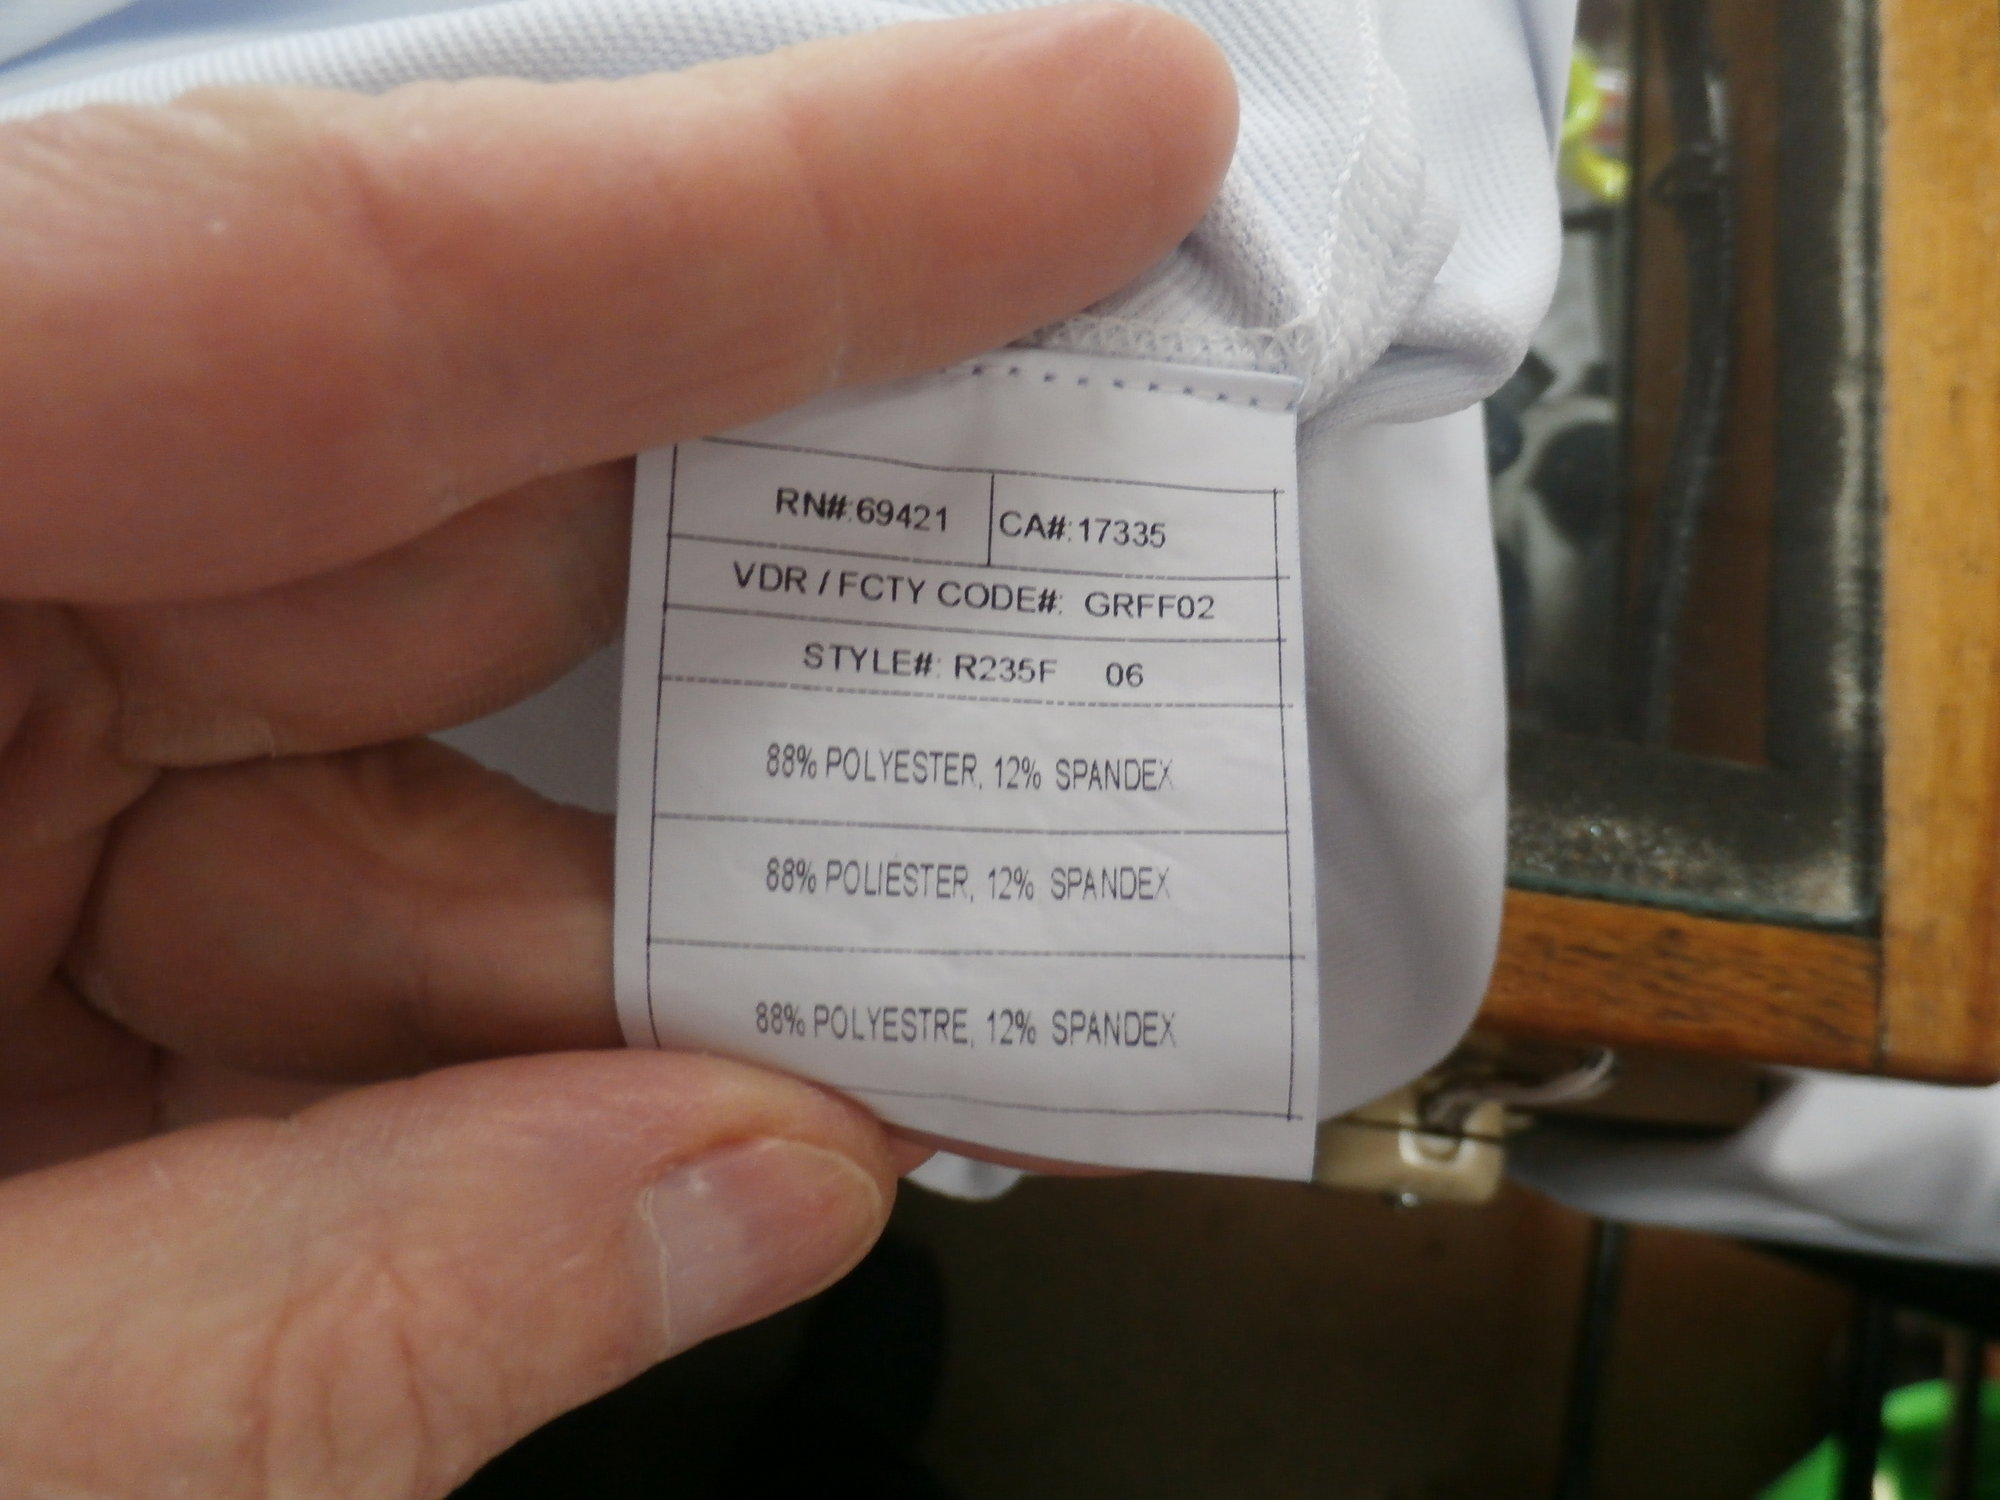 RN#:69421 CA#:17335
VDR / FCTY CODE#: GRFF02
STYLE#: R235F 06
88% POLYESTER, 12% SPANDEX
88% POLIÉSTER, 12% SPANDEX
88% POLYESTRE, 12% SPANDEX